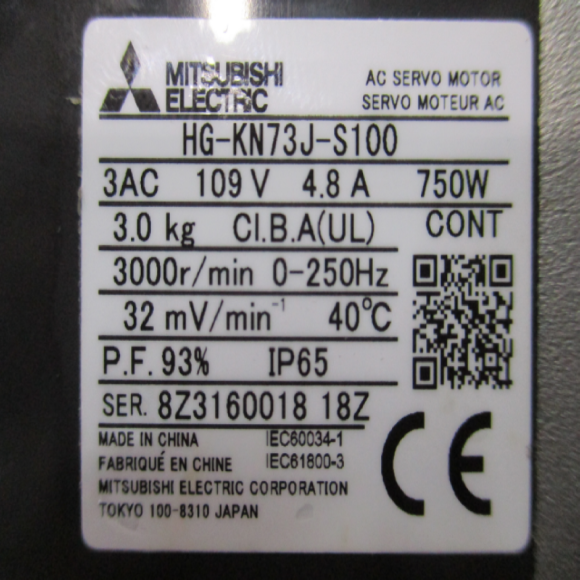 MITSUBISHI
ELECTRIC
AC SERVO MOTOR
SERVO MOTEUR AC
HG-KN73J-S100
3AC 109 V 4.8 A 750W
3.0 kg CI.B.A(UL) CONT
3000r/min 0-250Hz
32 mV/min⁻¹ 40℃
P.F. 93% IP65
SER. 8Z3160018 18Z
MADE IN CHINA IEC60034-1
FABRIQUÉ EN CHINE IEC61800-3
MITSUBISHI ELECTRIC CORPORATION
TOKYO 100-8310 JAPAN
CE